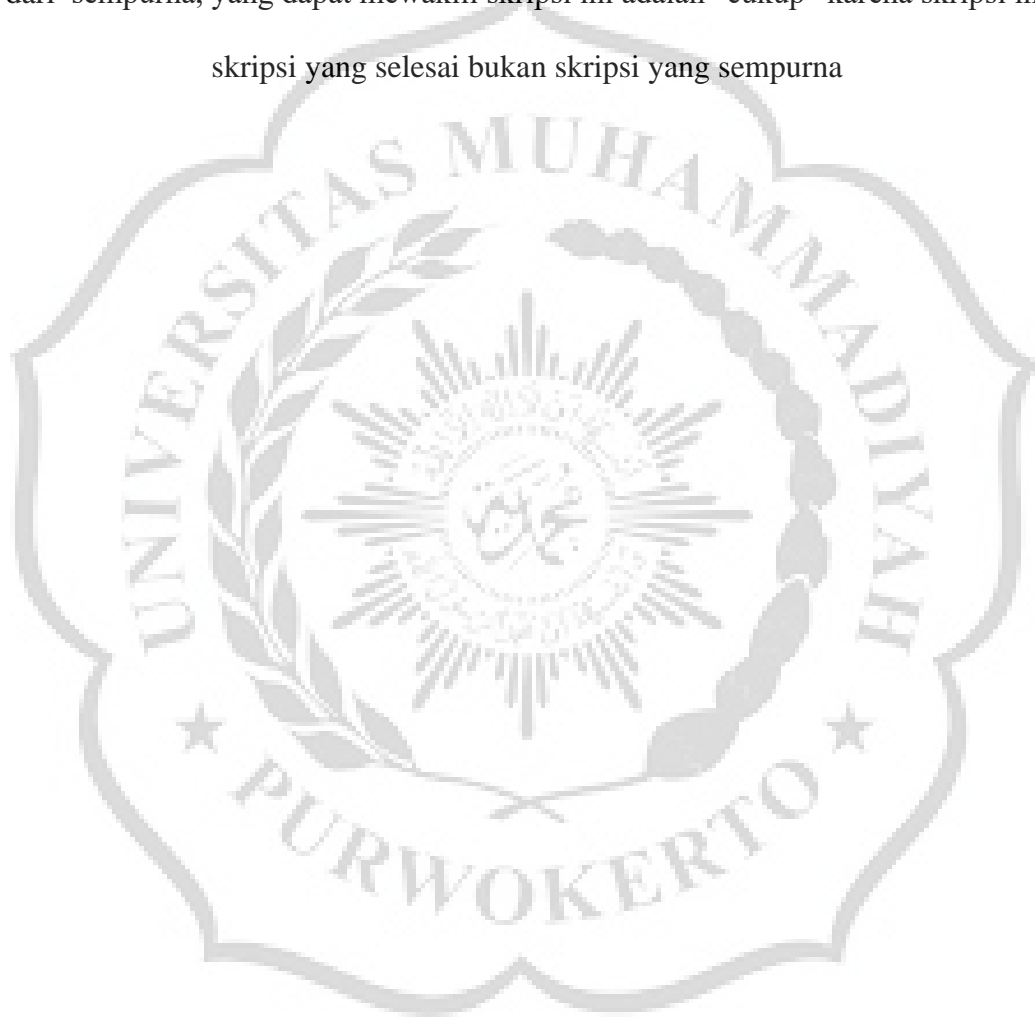 dari sempurna, yang dapat mewakili skripsi ini adalah cukup karena skripsi
skripsi yang selesai bukan skripsi yang sempurna
UNIVERSITAS MUHAMMADIYAH
PURWOKERTO